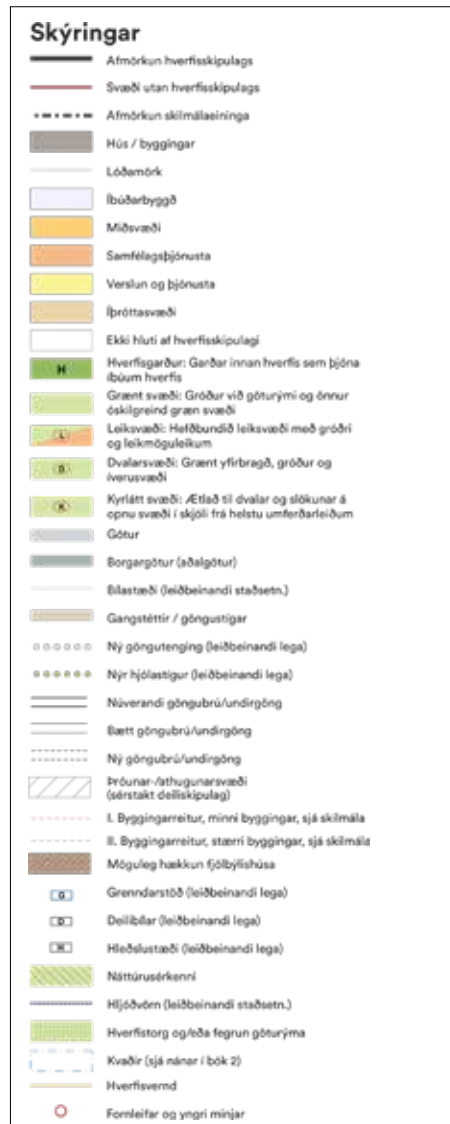 Skýringar
Afmörkun hverfisskipulags
Svæði utan hverfisskipulags
Afmörkun skilmálaeininga
Hús / byggingar
Lóðamörk
Íbúðarbyggð
Miðsvæði
Samfélagsþjónusta
Verslun og þjónusta
Íþróttasvæði
Ekki hluti af hverfisskipulagi
H
Hverfisgarður: Garðar innan hverfis sem þjóna
íbúum hverfis
Grænt svæði: Gróður við göturými og önnur
óskilgreind græn svæði
L
Leiksvæði: Hefðbundið leiksvæði með gróðri
og leikmöguleikum
D
Dvalarsvæði: Grænt yfirbragð, gróður og
íverusvæði
K
Kyrlátt svæði: Ætlað til dvalar og slökunar á
opnu svæði í skjóli frá helstu umferðarleiðum
Götur
Borgargötur (aðalgötur)
Bílastæði (leiðbeinandi staðsetn.)
Gangstéttir / göngustígar
Ný göngutenging (leiðbeinandi lega)
Nýr hjólastígur (leiðbeinandi lega)
Núverandi göngubrú/undirgöng
Bætt göngubrú/undirgöng
Ný göngubrú/undirgöng
Þróunar-/athugunarsvæði
(sérstakt deiliskipulag)
I. Byggingarreitur, minni byggingar, sjá skilmála
II. Byggingarreitur, stærri byggingar, sjá skilmála
Möguleg hækkun fjölbýlishúsa
G
Grenndarstöð (leiðbeinandi lega)
D
Deilibílar (leiðbeinandi lega)
H
Hleðslustæði (leiðbeinandi lega)
Náttúrusérkenni
Hljóðvörn (leiðbeinandi staðsetn.)
Hverfistorg og/eða fegrun göturýma
Kvaðir (sjá nánar í bók 2)
Hverfisvernd
Fornleifar og yngri minjar